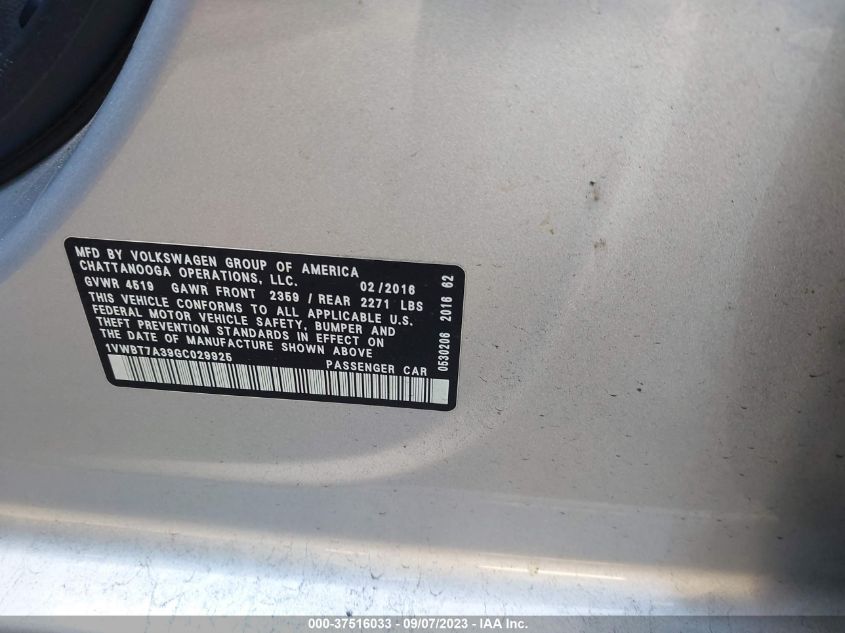 MFD BY VOLKSWAGEN GROUP OF AMERICA
CHATTANOOGA OPERATIONS, LLC. 02/2016
GVWR 4519 GAWR FRONT 2359 / REAR 2271 LBS
THIS VEHICLE CONFORMS TO ALL APPLICABLE U.S.
FEDERAL MOTOR VEHICLE SAFETY, BUMPER AND
THEFT PREVENTION STANDARDS IN EFFECT ON
THE DATE OF MANUFACTURE SHOWN ABOVE
1VWBT7A39GC029925 PASSENGER CAR
0530206 2016 62
000-37516033 - 09/07/2023 - IAA Inc.